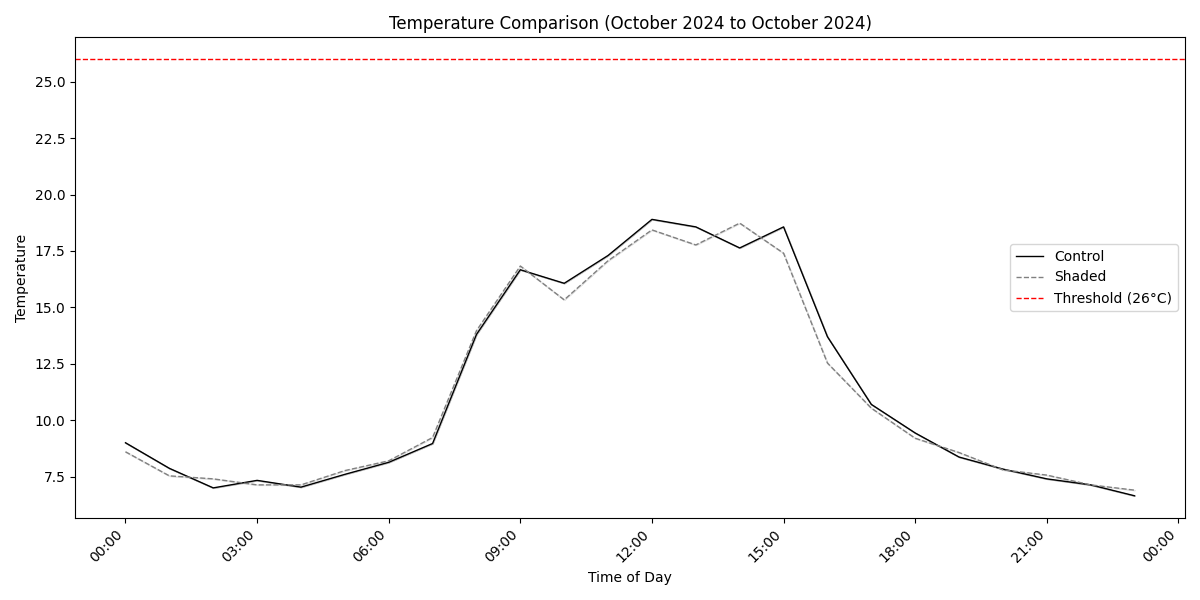 Temperature Comparison (October 2024 to October 2024)
Temperature
25.0
22.5
20.0
17.5
15.0
12.5
10.0
7.5
Control
Shaded
Threshold (26°C)
00:00
03:00
06:00
09:00
12:00
15:00
18:00
21:00
00:00
Time of Day